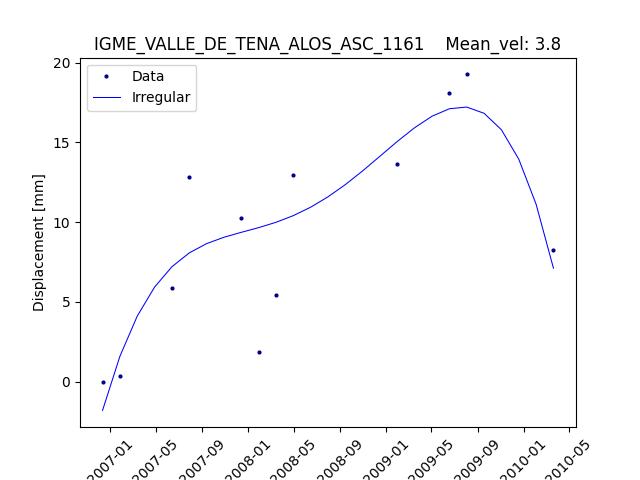 IGME_VALLE_DE_TENA_ALOS_ASC_1161    Mean_vel: 3.8
Data
Irregular
20
15
10
5
0
Displacement [mm]
2007-01 2007-05 2007-09 2008-01 2008-05 2008-09 2009-01 2009-05 2009-09 2010-01 2010-05